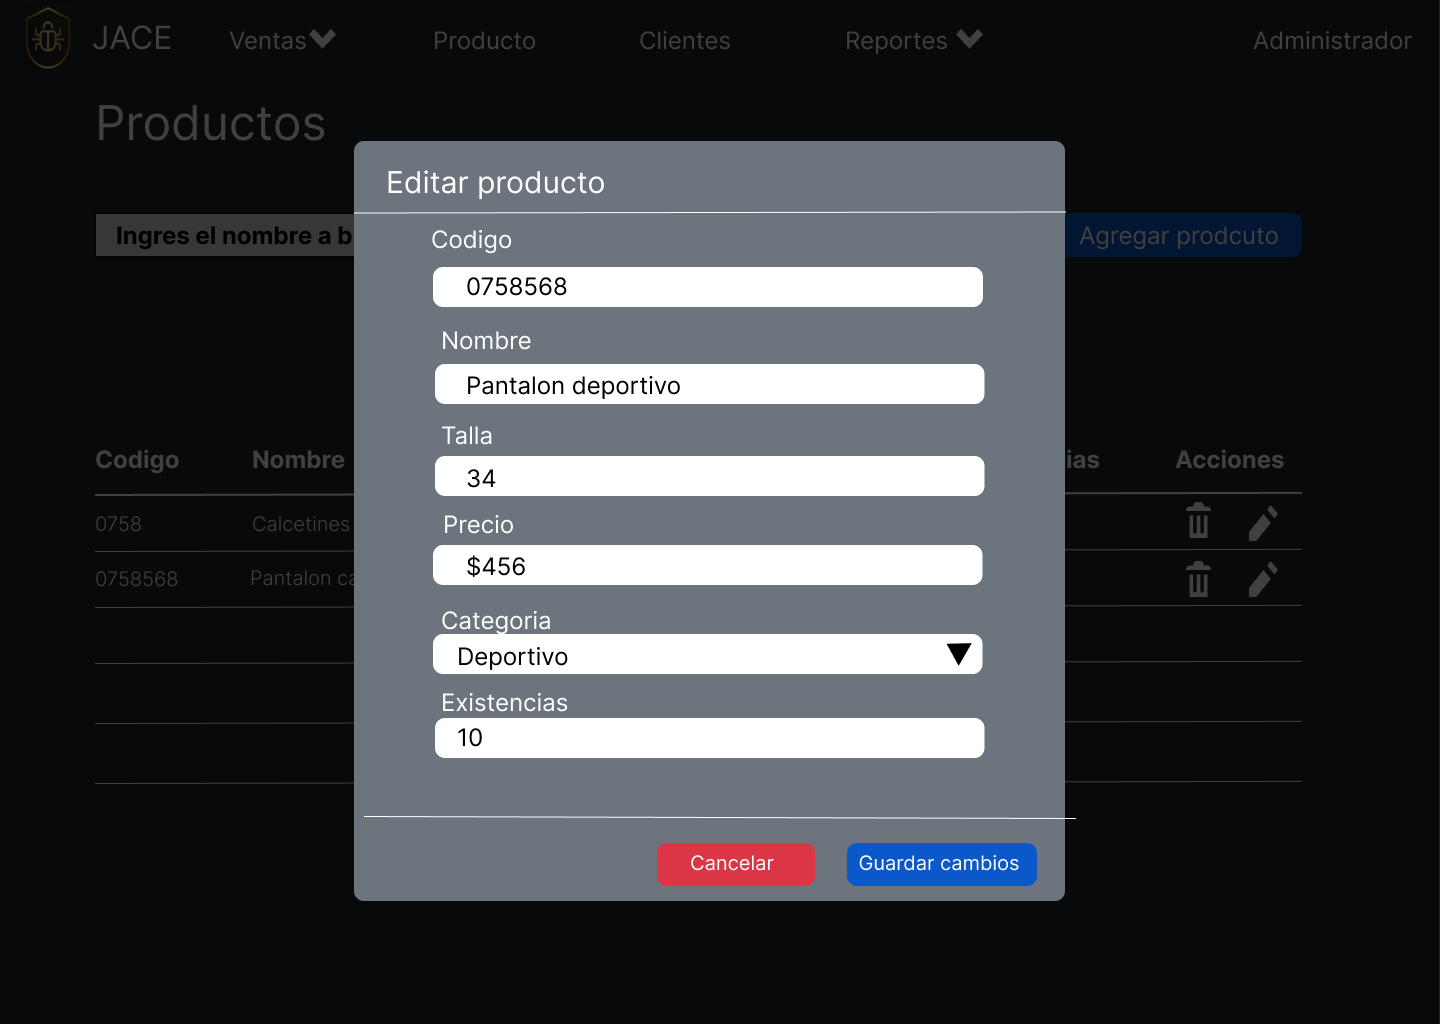 JACE Ventas Producto Clientes Reportes Administrador
Productos
Editar producto
Ingres el nombre a b
Agregar prodcuto
Codigo
0758568
Nombre
Pantalon deportivo
Talla
34
Precio
$456
Categoria
Deportivo
Existencias
10
Cancelar Guardar cambios
Codigo Nombre ias Acciones
0758 Calcetines
0758568 Pantalon ca